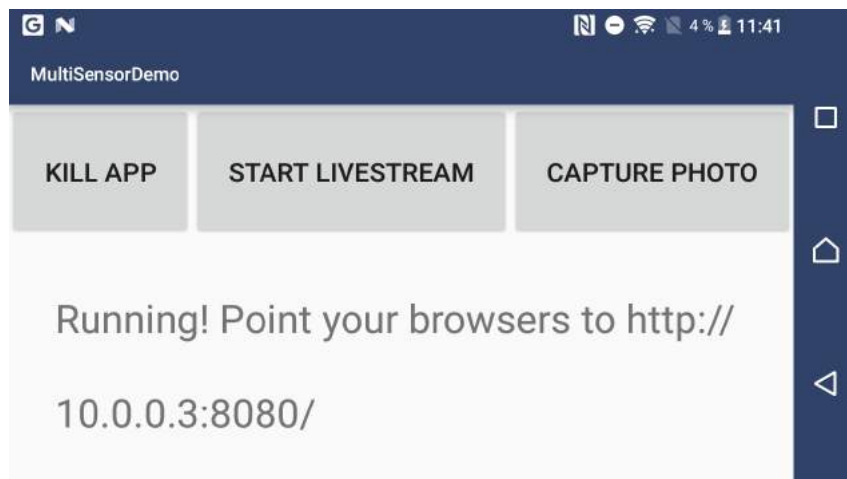 G N 4% 11:41
MultiSensorDemo
KILL APP START LIVESTREAM CAPTURE PHOTO
Running! Point your browsers to http://
10.0.0.3:8080/